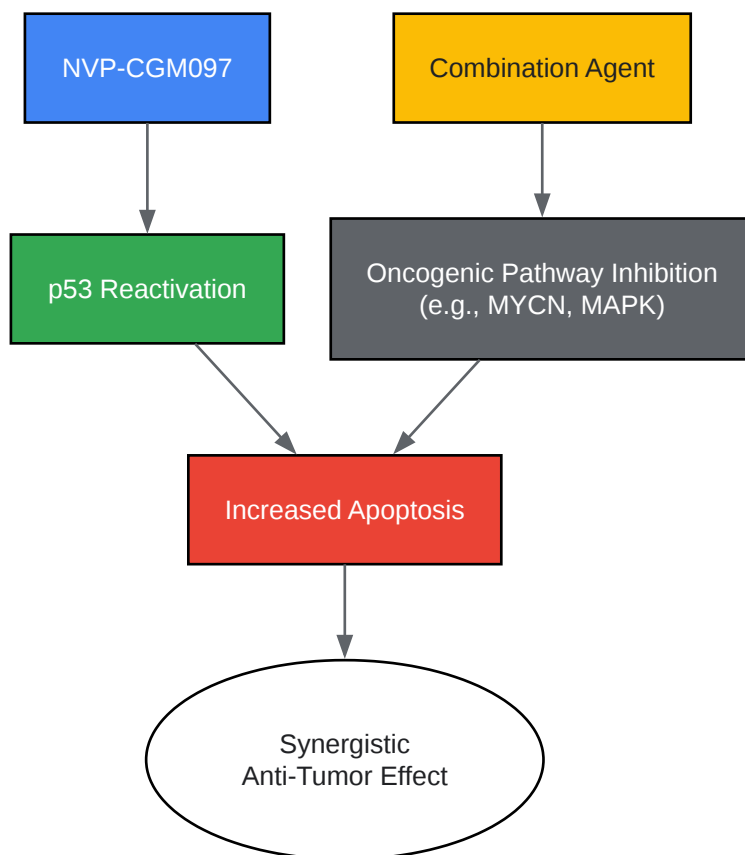 NVP-CGM097
Combination Agent
p53 Reactivation
Oncogenic Pathway Inhibition
(e.g., MYCN, MAPK)
Increased Apoptosis
Synergistic
Anti-Tumor Effect